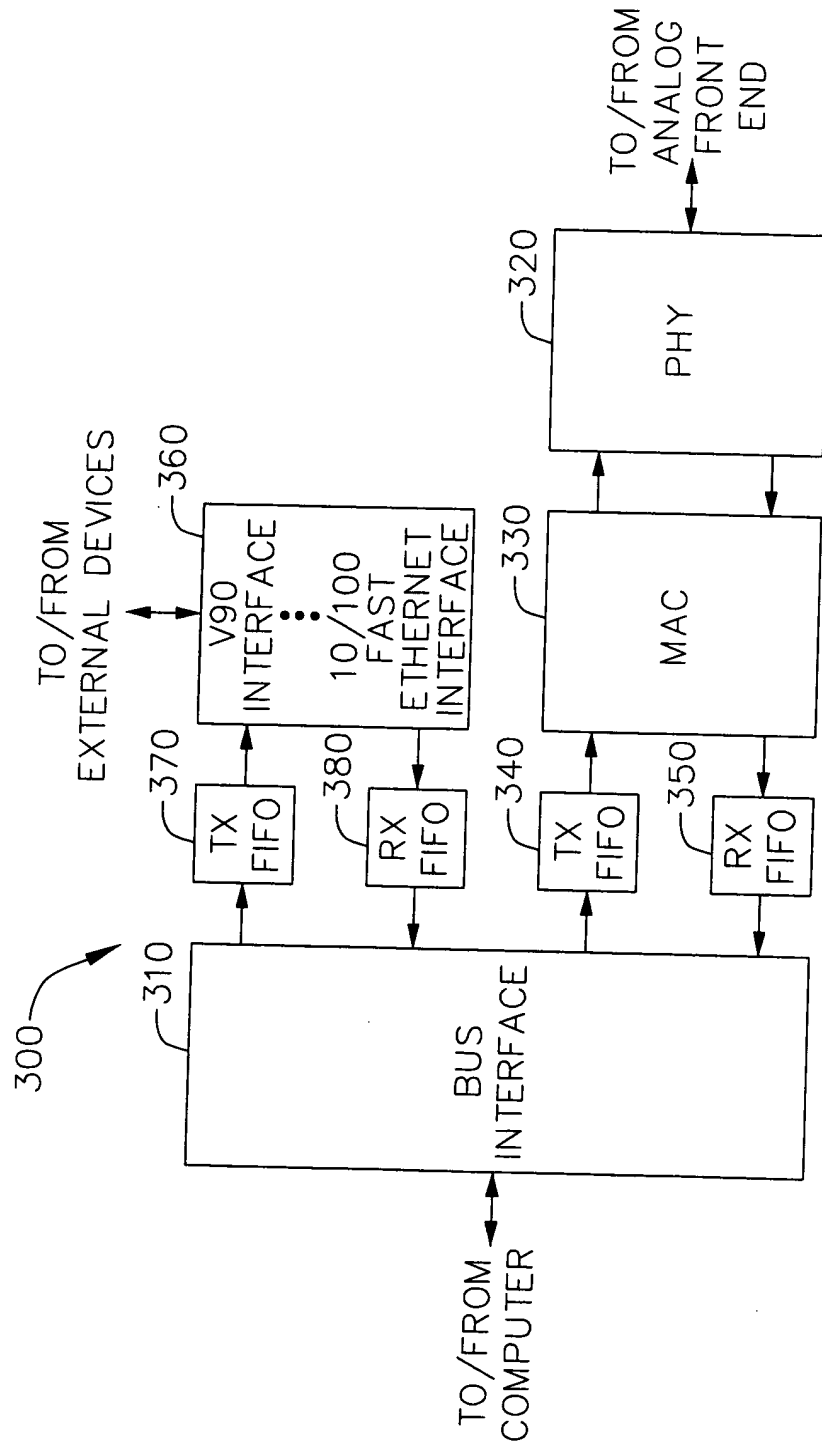 300
310
BUS
INTERFACE
TO/FROM
COMPUTER
370
TX
FIFO
380
RX
FIFO
340
TX
FIFO
350
RX
FIFO
TO/FROM
EXTERNAL DEVICES
360
V90
INTERFACE
10/100
FAST
ETHERNET
INTERFACE
330
MAC
320
PHY
TO/FROM
ANALOG
FRONT
END